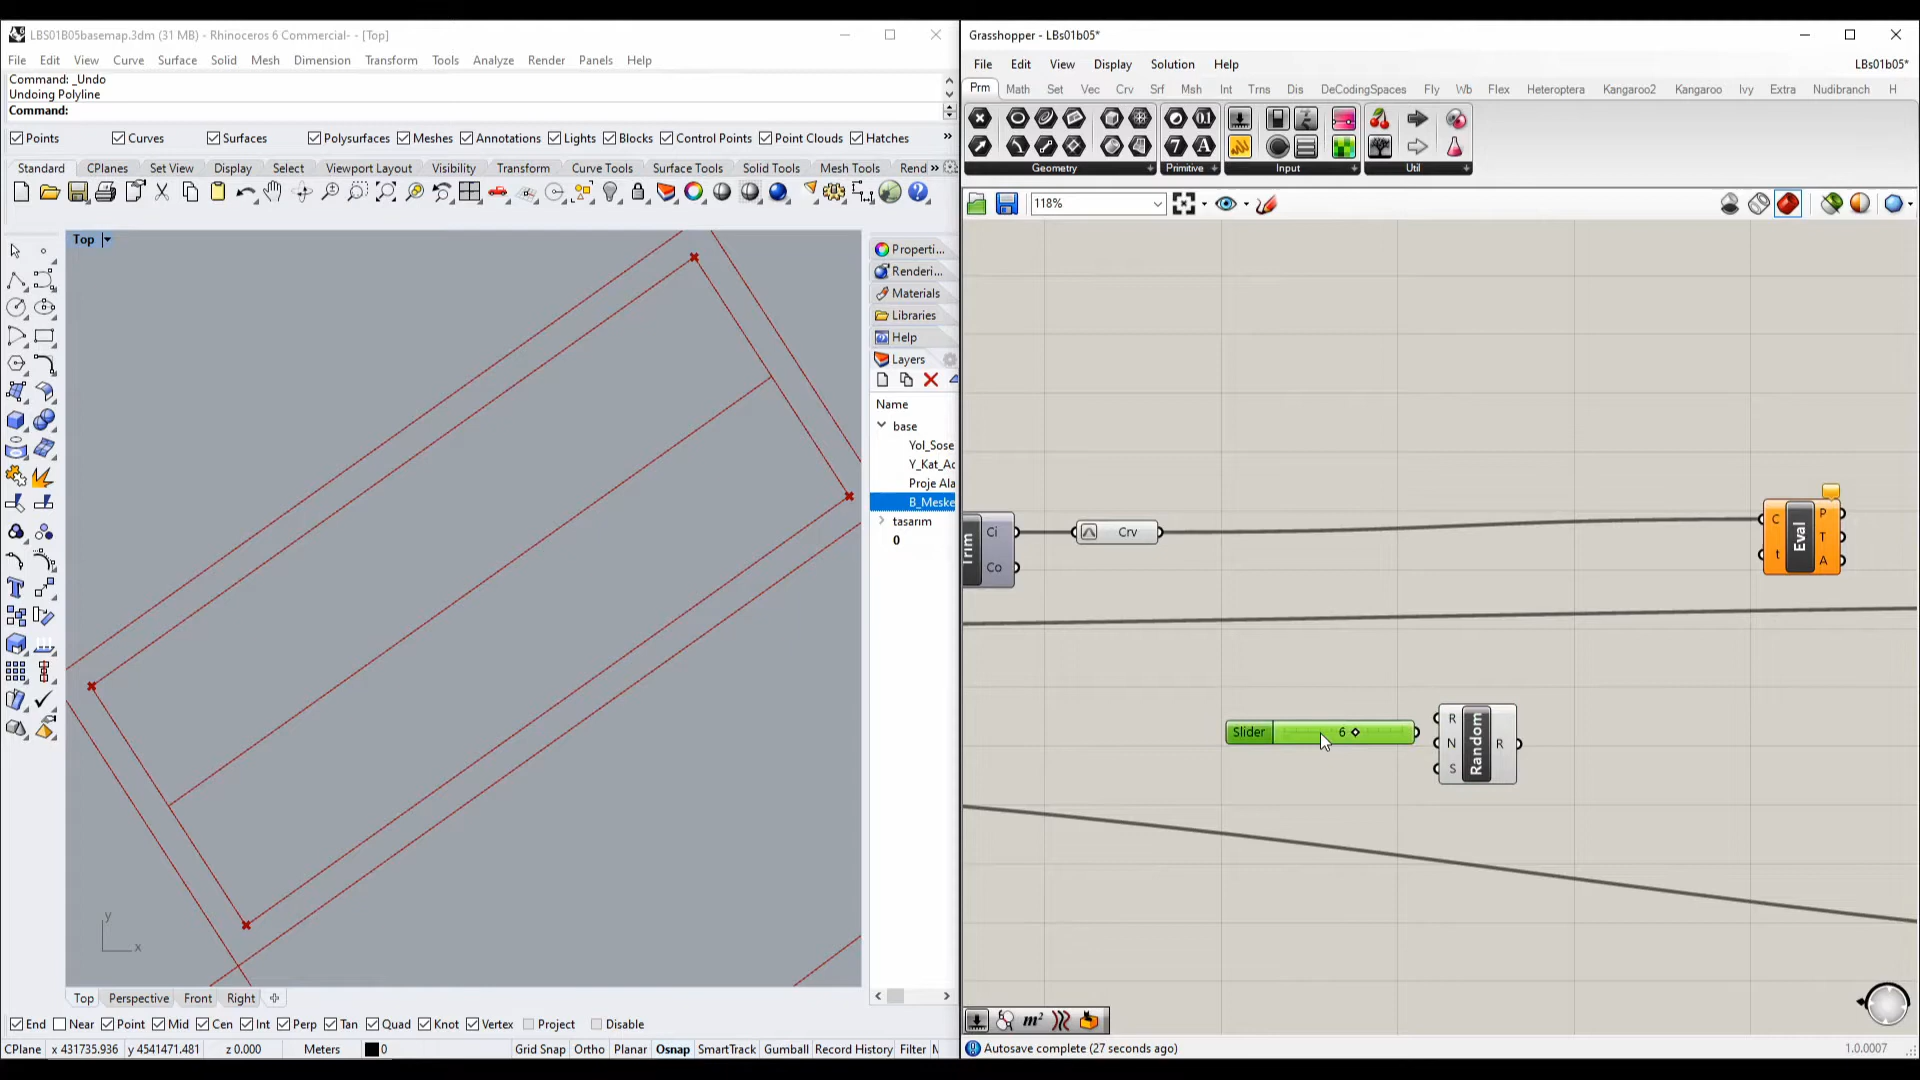 LBS01B05basemap.3dm (31 MB) - Rhinoceros 6 Commercial- - [Top]
File Edit View Curve Surface Solid Mesh Dimension Transform Tools Analyze Render Panels Help
Command: _Undo
Undoing Polyline
Command:
Points Curves Surfaces Polysurfaces Meshes Annotations Lights Blocks Control Points Point Clouds Hatches »
Standard CPlanes Set View Display Select Viewport Layout Visibility Transform Curve Tools Surface Tools Solid Tools Mesh Tools Rend »
Top
Properti...
Renderi...
Materials
Libraries
Help
Layers
Name
base
Yol_Sose
Y_Kat_Ac
Proje Ala
B_Meske
tasarım
0
y
x
Top Perspective Front Right
End Near Point Mid Cen Int Perp Tan Quad Knot Vertex Project Disable
CPlane x 431735.936 y 4541471.481 z 0.000 Meters 0 Grid Snap Ortho Planar Osnap SmartTrack Gumball Record History Filter M
Grasshopper - LBs01b05*
File Edit View Display Solution Help LBs01b05*
Prm Math Set Vec Crv Srf Msh Int Trns Dis DeCodingSpaces Fly Wb Flex Heteroptera Kangaroo2 Kangaroo Ivy Extra Nudibranch H
Geometry Primitive Input Util
118%
Trim Ci Co
Crv
C t Eval P T A
Slider 6
R N S Random R
m²
Autosave complete (27 seconds ago) 1.0.0007